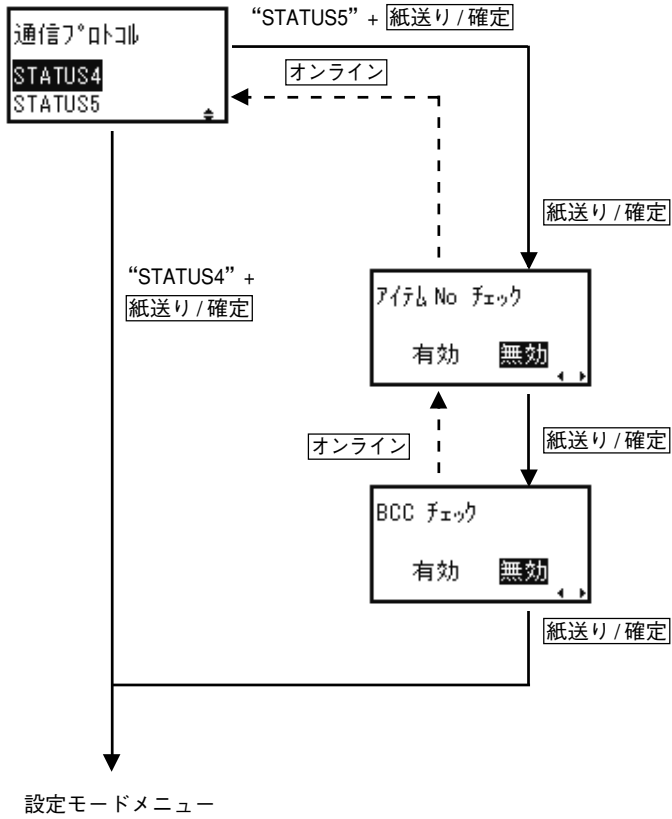 通信ﾌﾟﾛﾄｺﾙ
STATUS4
STATUS5
“STATUS5” + 紙送り / 確定
オンライン
紙送り / 確定
“STATUS4” +
紙送り / 確定
ｱｲﾃﾑ No ﾁｪｯｸ
有効 無効
オンライン
紙送り / 確定
BCC ﾁｪｯｸ
有効 無効
紙送り / 確定
設定モードメニュー